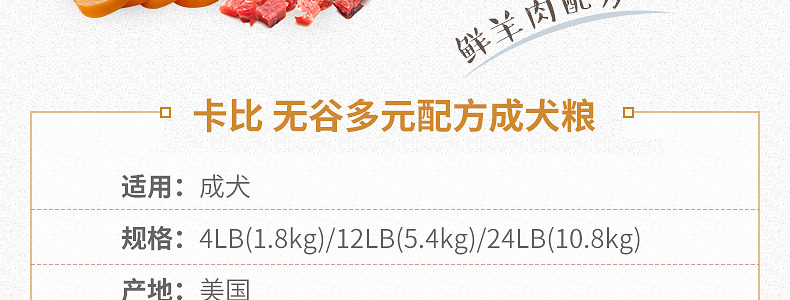 鲜羊肉配方
卡比 无谷多元配方成犬粮
适用：成犬
规格：4LB(1.8kg)/12LB(5.4kg)/24LB(10.8kg)
产地：美国